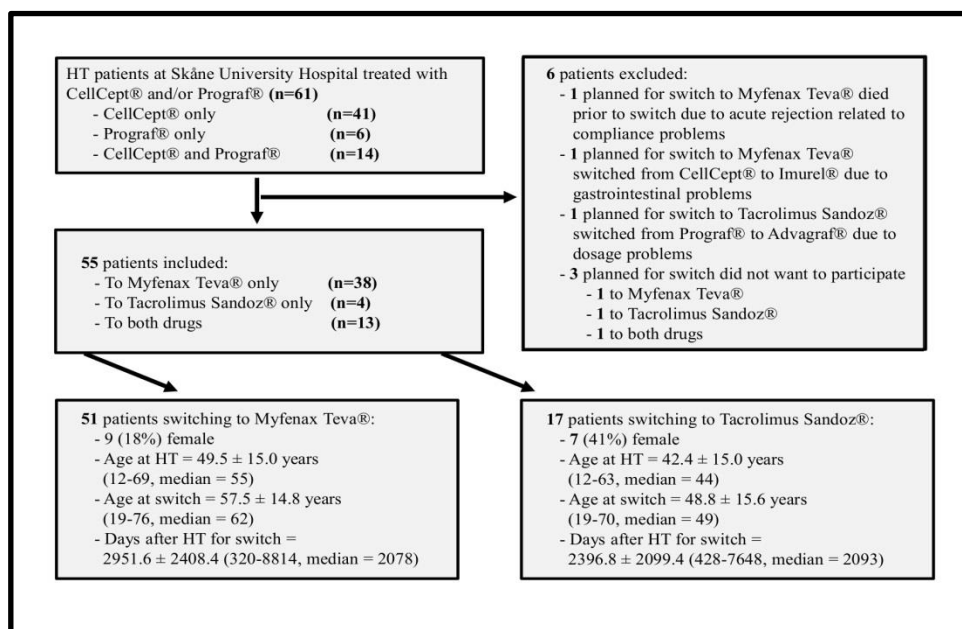 HT patients at Skåne University Hospital treated with
CellCept® and/or Prograf® (n=61)
- CellCept® only (n=41)
- Prograf® only (n=6)
- CellCept® and Prograf® (n=14)
6 patients excluded:
- 1 planned for switch to Myfenax Teva® died
prior to switch due to acute rejection related to
compliance problems
- 1 planned for switch to Myfenax Teva®
switched from CellCept® to Imurel® due to
gastrointestinal problems
- 1 planned for switch to Tacrolimus Sandoz®
switched from Prograf® to Advagraf® due to
dosage problems
- 3 planned for switch did not want to participate
- 1 to Myfenax Teva®
- 1 to Tacrolimus Sandoz®
- 1 to both drugs
55 patients included:
- To Myfenax Teva® only (n=38)
- To Tacrolimus Sandoz® only (n=4)
- To both drugs (n=13)
51 patients switching to Myfenax Teva®:
- 9 (18%) female
- Age at HT = 49.5 ± 15.0 years
(12-69, median = 55)
- Age at switch = 57.5 ± 14.8 years
(19-76, median = 62)
- Days after HT for switch =
2951.6 ± 2408.4 (320-8814, median = 2078)
17 patients switching to Tacrolimus Sandoz®:
- 7 (41%) female
- Age at HT = 42.4 ± 15.0 years
(12-63, median = 44)
- Age at switch = 48.8 ± 15.6 years
(19-70, median = 49)
- Days after HT for switch =
2396.8 ± 2099.4 (428-7648, median = 2093)